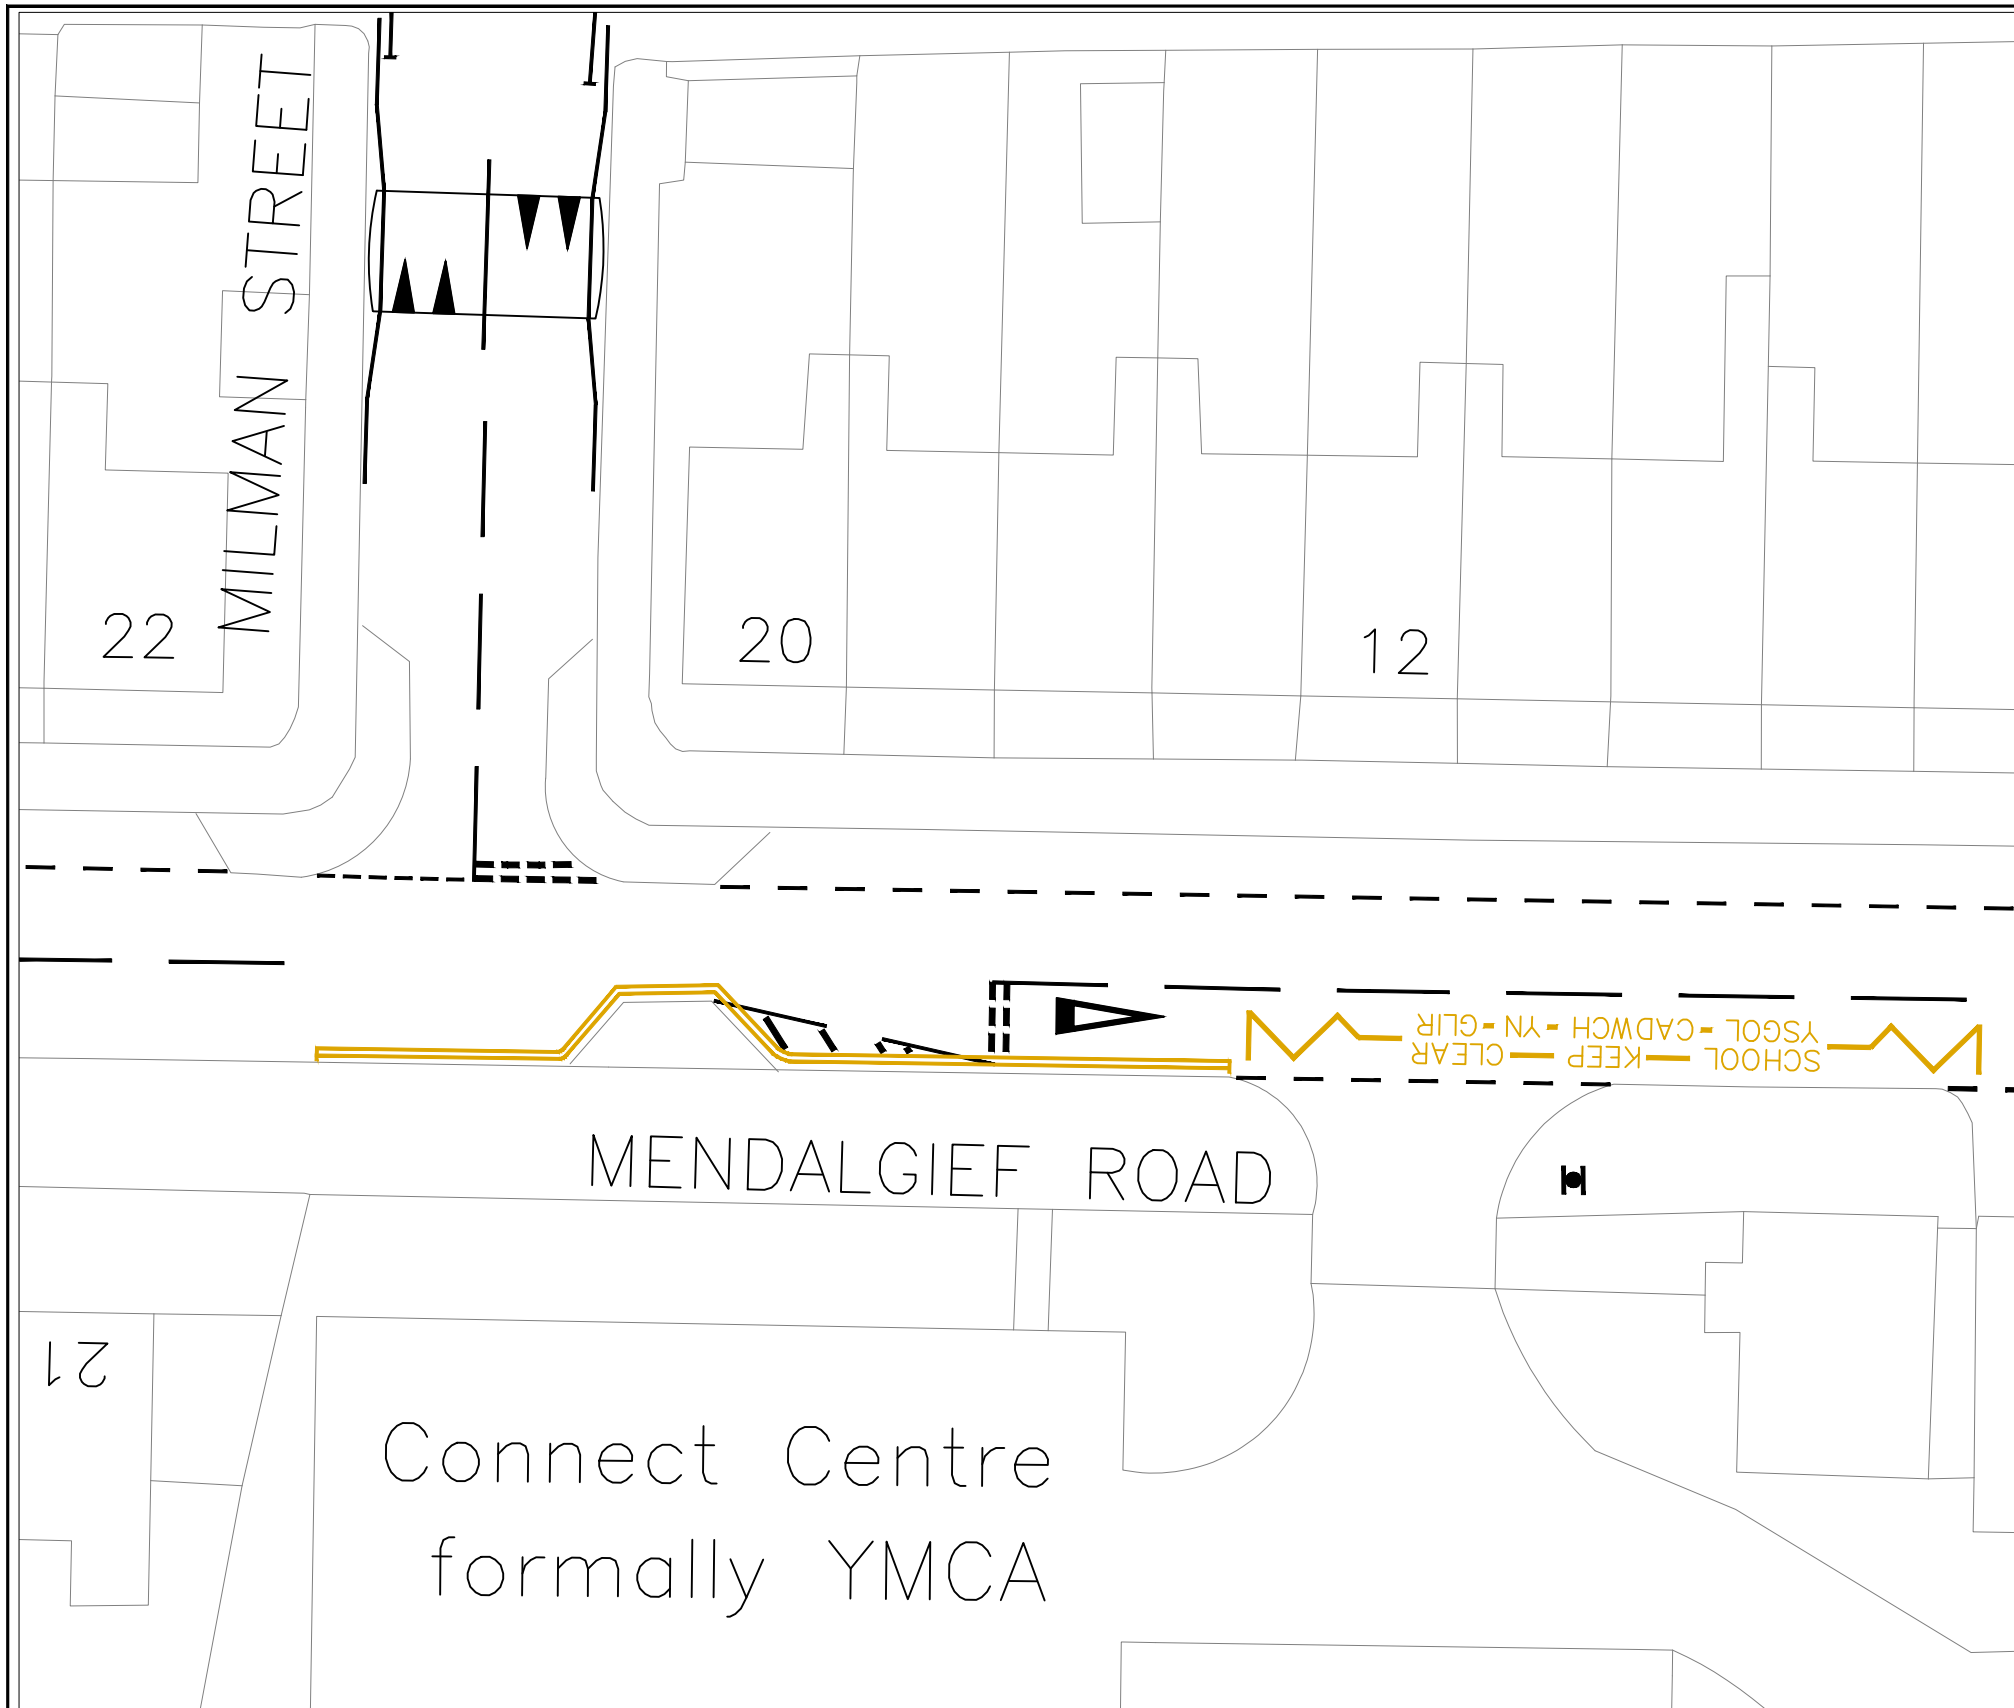 MILMAN STREET
22
20
12
YSGOL - CADWCH - YN - GLIR
SCHOOL — KEEP — CLEAR
MENDALGIEF ROAD
21
Connect Centre
formally YMCA